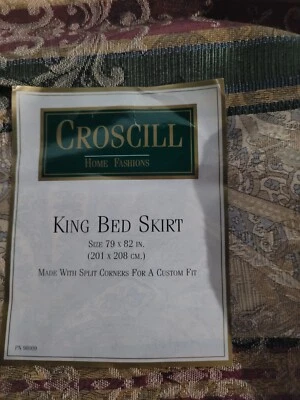 CROSCILL
HOME FASHIONS
KING BED SKIRT
SIZE 79 X 82 IN.
(201 X 208 CM.)
MADE WITH SPLIT CORNERS FOR A CUSTOM FIT